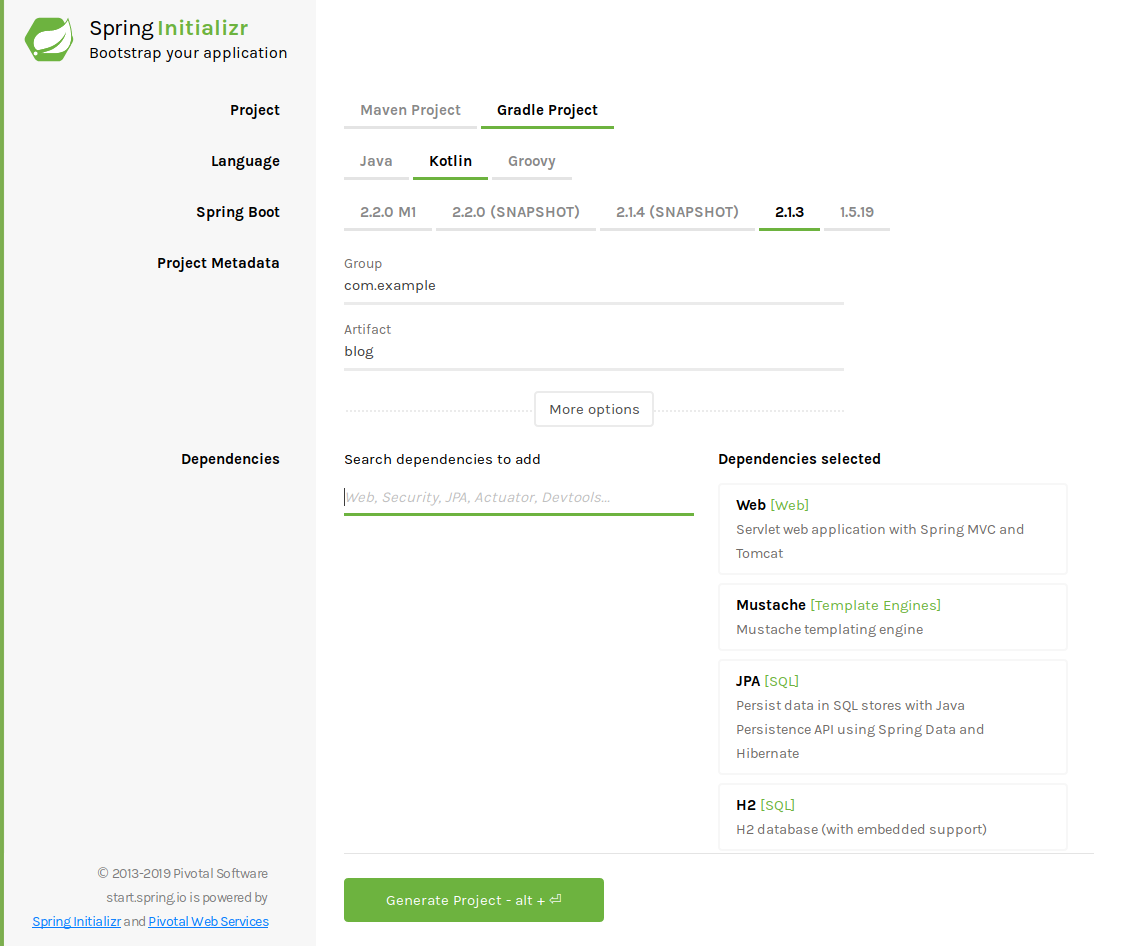 Spring Initializr
Bootstrap your application
Project
Maven Project
Gradle Project
Language
Java
Kotlin
Groovy
Spring Boot
2.2.0 M1
2.2.0 (SNAPSHOT)
2.1.4 (SNAPSHOT)
2.1.3
1.5.19
Project Metadata
Group
com.example
Artifact
blog
More options
Dependencies
Search dependencies to add
Web, Security, JPA, Actuator, Devtools...
Dependencies selected
Web [Web]
Servlet web application with Spring MVC and
Tomcat
Mustache [Template Engines]
Mustache templating engine
JPA [SQL]
Persist data in SQL stores with Java
Persistence API using Spring Data and
Hibernate
H2 [SQL]
H2 database (with embedded support)
© 2013-2019 Pivotal Software
start.spring.io is powered by
Spring Initializr and Pivotal Web Services
Generate Project - alt + ⏎